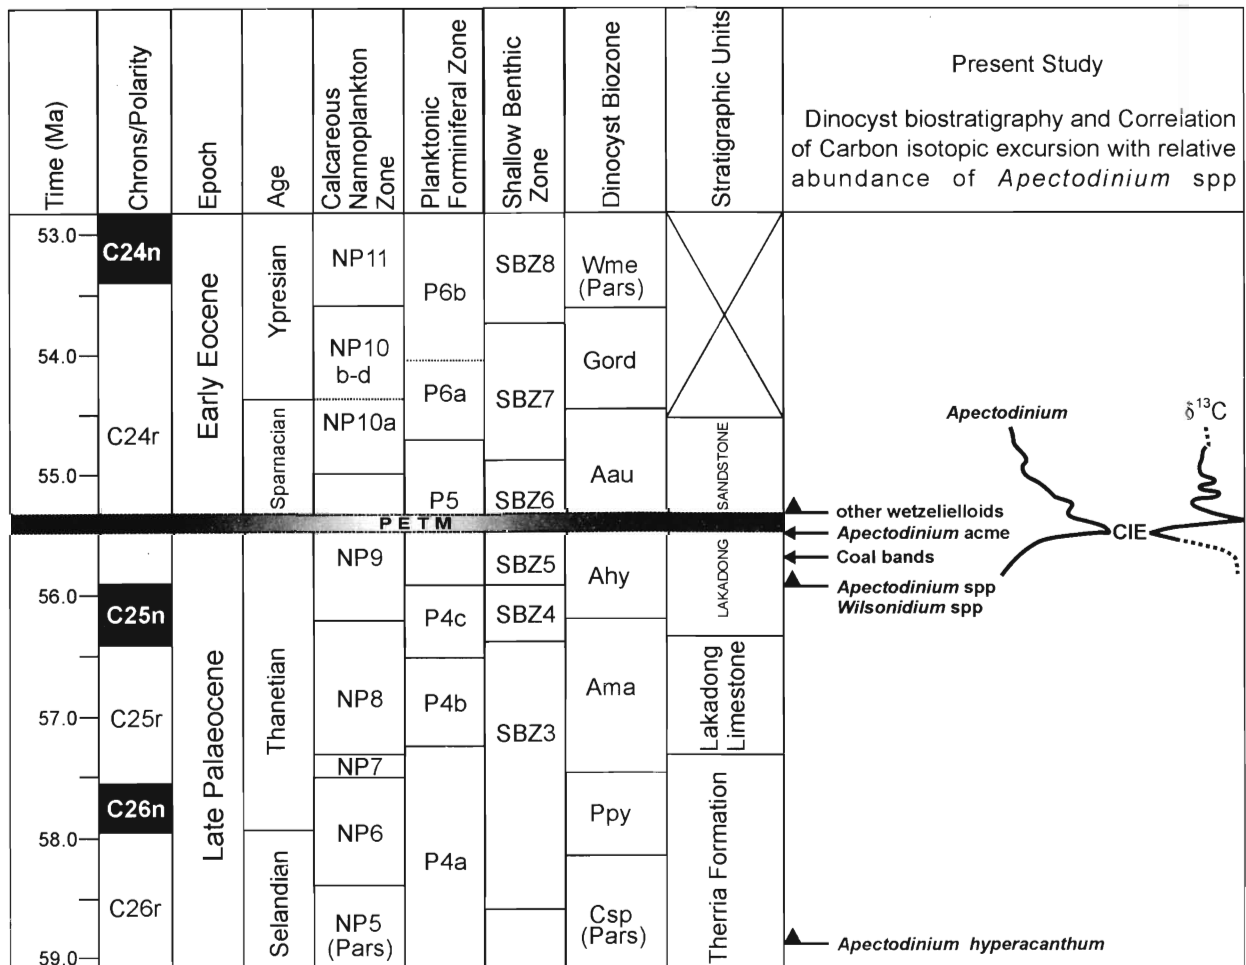 Time (Ma)
Chrons/Polarity
Epoch
Age
Calcareous
Nannoplankton
Zone
Planktonic
Forminiferal Zone
Shallow Benthic
Zone
Dinocyst Biozone
Stratigraphic Units
Present Study
Dinocyst biostratigraphy and Correlation
of Carbon isotopic excursion with relative
abundance of Apectodinium spp
53.0
54.0
55.0
56.0
57.0
58.0
59.0
C24n
C24r
C25n
C25r
C26n
C26r
Early Eocene
Late Palaeocene
Ypresian
Sparnacian
Thanetian
Selandian
NP11
NP10
b-d
NP10a
NP9
NP8
NP7
NP6
NP5
(Pars)
P6b
P6a
P5
P4c
P4b
P4a
SBZ8
SBZ7
SBZ6
SBZ5
SBZ4
SBZ3
Wme
(Pars)
Gord
Aau
Ahy
Ama
Ppy
Csp
(Pars)
LAKADONG
SANDSTONE
Lakadong
Limestone
Therria Formation
PETM
Apectodinium
δ¹³C
other wetzelielloids
Apectodinium acme
CIE
Coal bands
Apectodinium spp
Wilsonidium spp
Apectodinium hyperacanthum